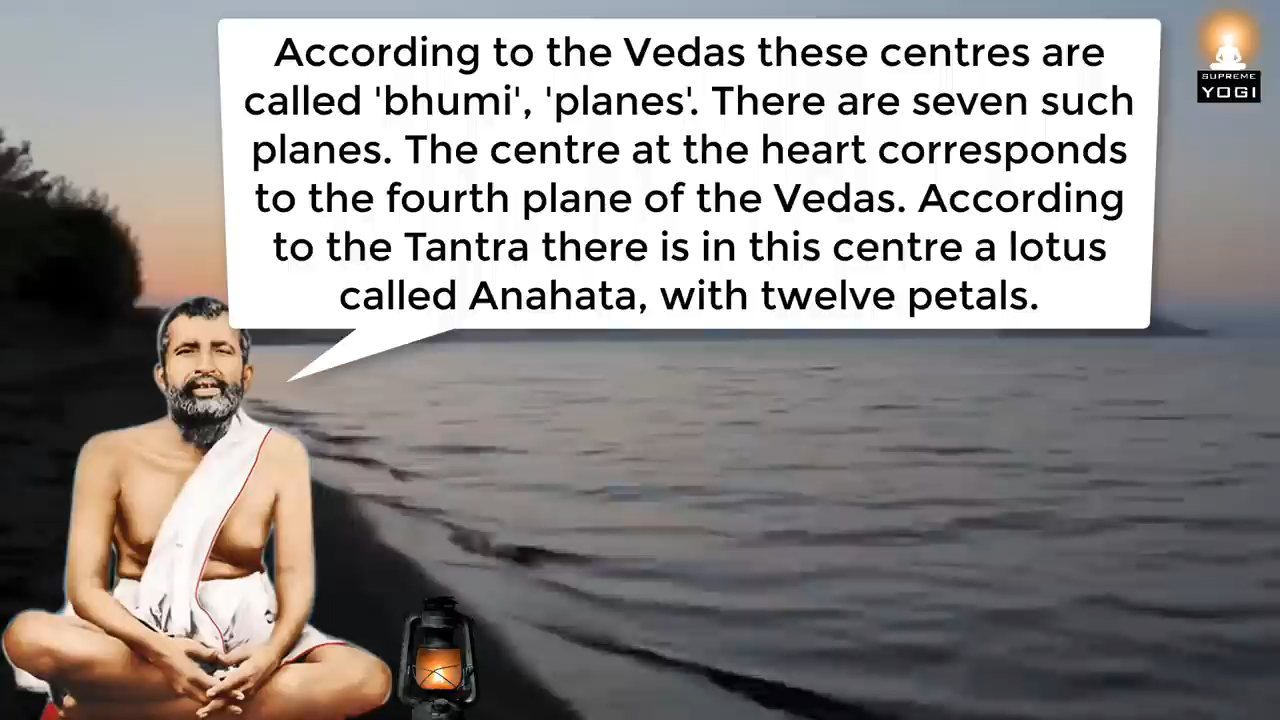 According to the Vedas these centres are
called 'bhumi', 'planes'. There are seven such
planes. The centre at the heart corresponds
to the fourth plane of the Vedas. According
to the Tantra there is in this centre a lotus
called Anahata, with twelve petals.
SUPREME
YOGI